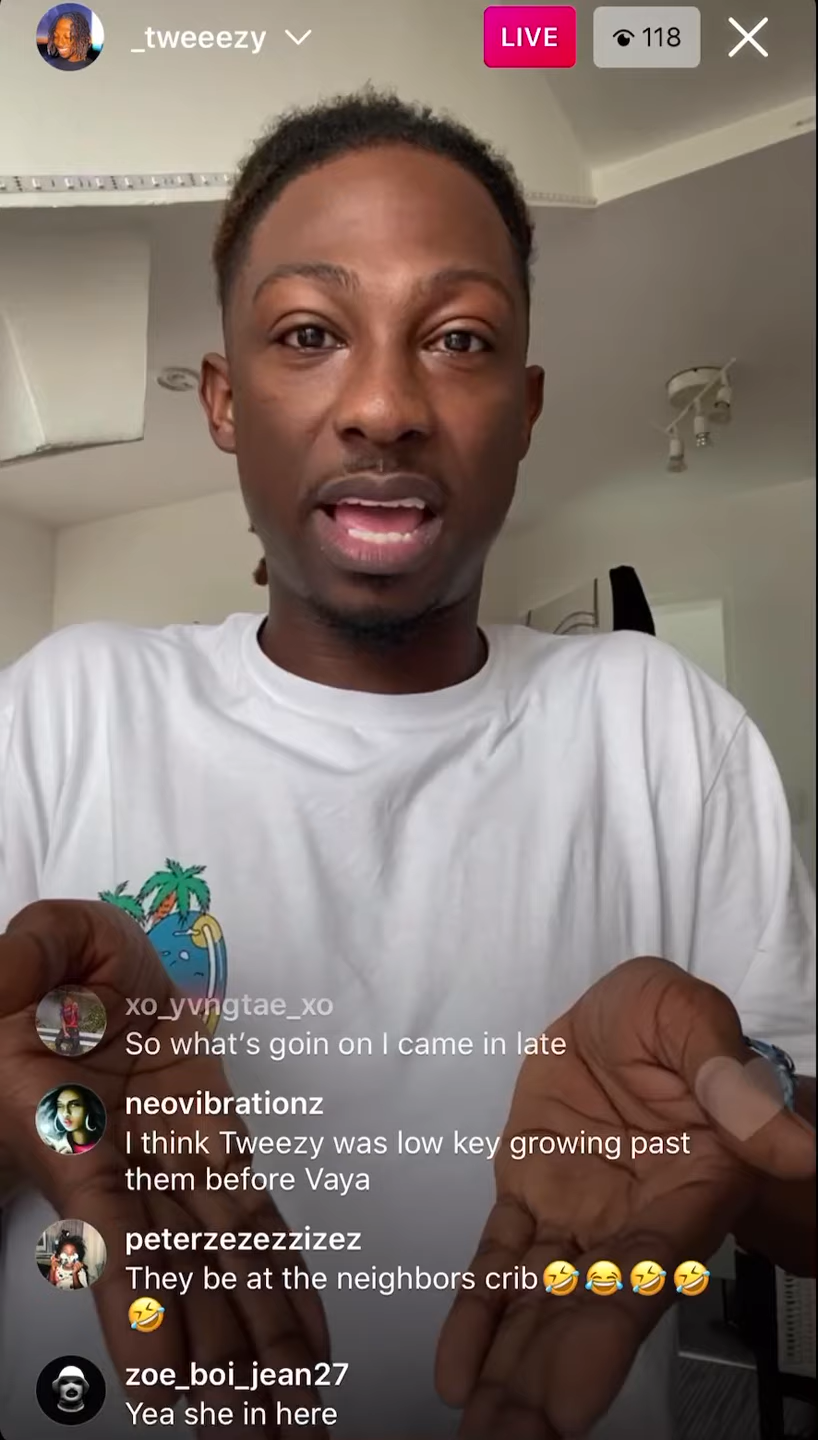 _tweeezy
LIVE
118
xo_yvngtae_xo
So what’s goin on I came in late
neovibrationz
I think Tweezy was low key growing past
them before Vaya
peterzezezzizez
They be at the neighbors crib🤣😂🤣🤣
🤣
zoe_boi_jean27
Yea she in here